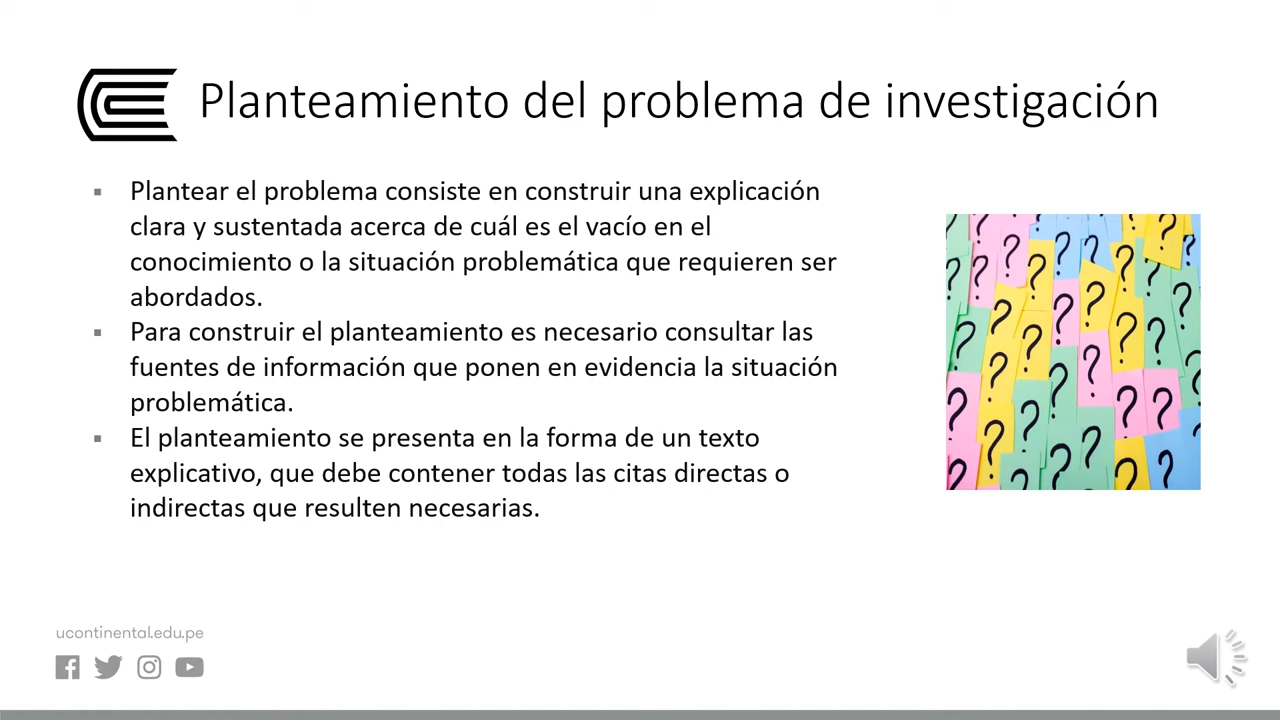 Planteamiento del problema de investigación
Plantear el problema consiste en construir una explicación
clara y sustentada acerca de cuál es el vacío en el
conocimiento o la situación problemática que requieren ser
abordados.
Para construir el planteamiento es necesario consultar las
fuentes de información que ponen en evidencia la situación
problemática.
El planteamiento se presenta en la forma de un texto
explicativo, que debe contener todas las citas directas o
indirectas que resulten necesarias.
ucontinental.edu.pe